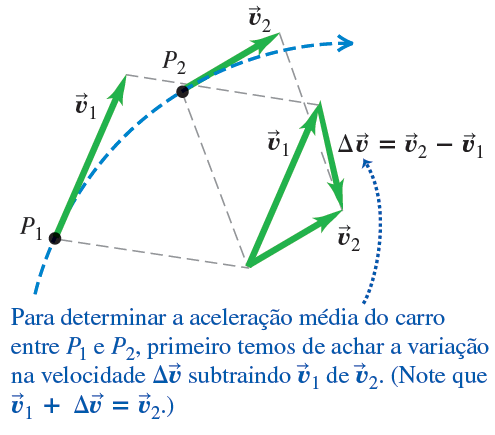 v⃗₂
P₂
v⃗₁
v⃗₁
Δv⃗ = v⃗₂ − v⃗₁
P₁
v⃗₂
Para determinar a aceleração média do carro
entre P₁ e P₂, primeiro temos de achar a variação
na velocidade Δv⃗ subtraindo v⃗₁ de v⃗₂. (Note que
v⃗₁ + Δv⃗ = v⃗₂.)